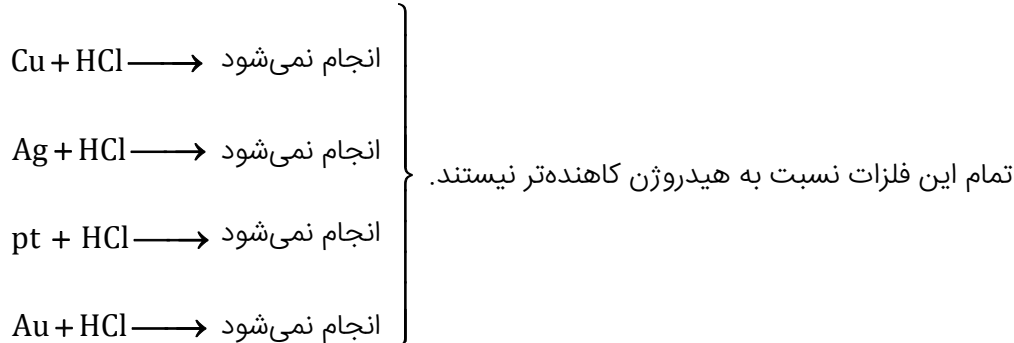 Cu + HCl ⟶ انجام نمی‌شود
Ag + HCl ⟶ انجام نمی‌شود
تمام این فلزات نسبت به هیدروژن کاهنده‌تر نیستند.
pt + HCl ⟶ انجام نمی‌شود
Au + HCl ⟶ انجام نمی‌شود